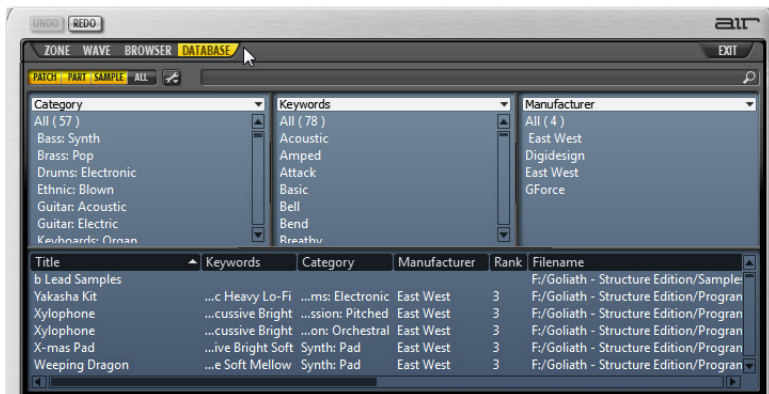 UNDO REDO air
ZONE WAVE BROWSER DATABASE EXIT
PATCH PART SAMPLE ALL
Category Keywords Manufacturer
All ( 57 ) All ( 78 ) All ( 4 )
Bass: Synth Acoustic East West
Brass: Pop Amped Digidesign
Drums: Electronic Attack East West
Ethnic: Blown Basic GForce
Guitar: Acoustic Bell
Guitar: Electric Bend
Keyboards: Organ Breathy
Title Keywords Category Manufacturer Rank Filename
b Lead Samples F:/Goliath - Structure Edition/Sample
Yakasha Kit ...c Heavy Lo-Fi ...ms: Electronic East West 3 F:/Goliath - Structure Edition/Progran
Xylophone ...cussive Bright ...ssion: Pitched East West 3 F:/Goliath - Structure Edition/Progran
Xylophone ...cussive Bright ...on: Orchestral East West 3 F:/Goliath - Structure Edition/Progran
X-mas Pad ...ive Bright Soft Synth: Pad East West 3 F:/Goliath - Structure Edition/Progran
Weeping Dragon ...e Soft Mellow Synth: Pad East West 3 F:/Goliath - Structure Edition/Progran